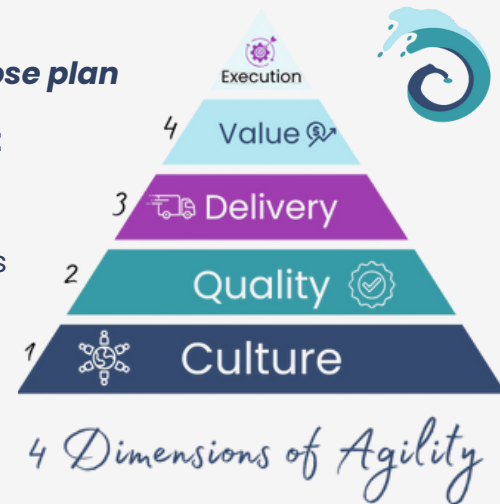 ose plan
Execution
4 Value
:
3 Delivery
s
2 Quality
1 Culture
4 Dimensions of Agility